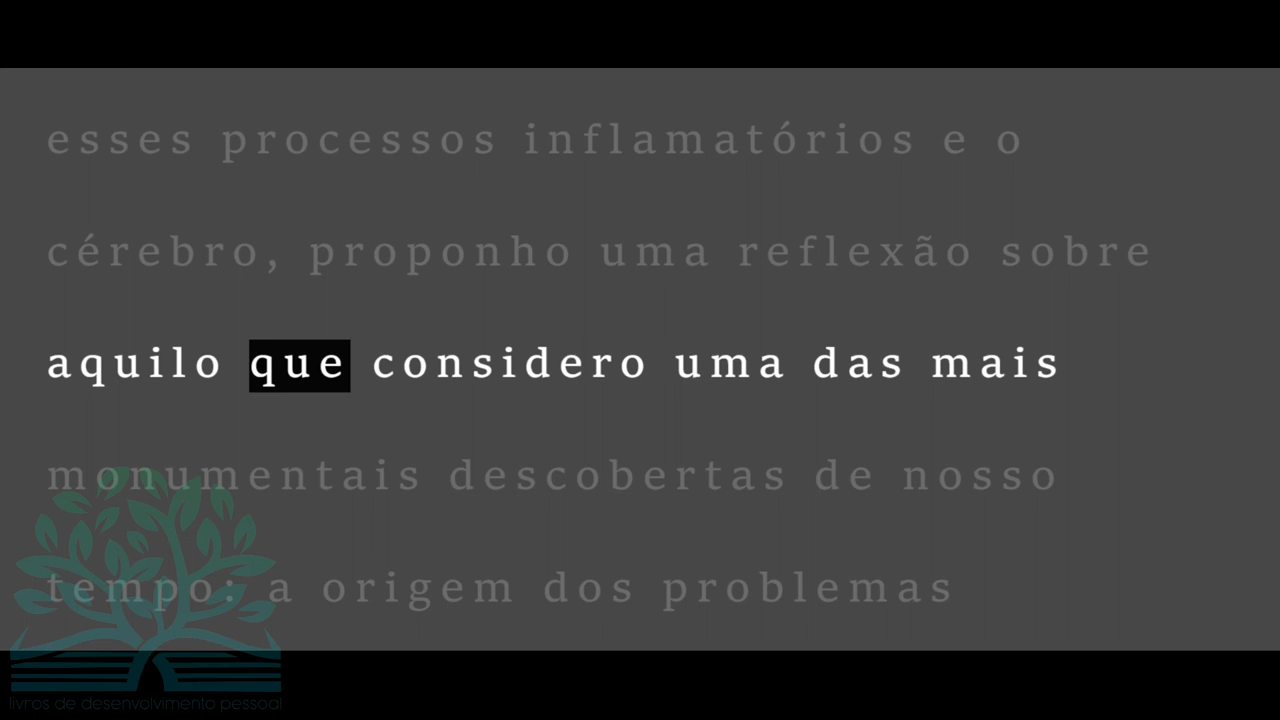 esses processos inflamatórios e o
cérebro, proponho uma reflexão sobre
aquilo que considero uma das mais
monumentais descobertas de nosso
tempo: a origem dos problemas
livros de desenvolvimento pessoal